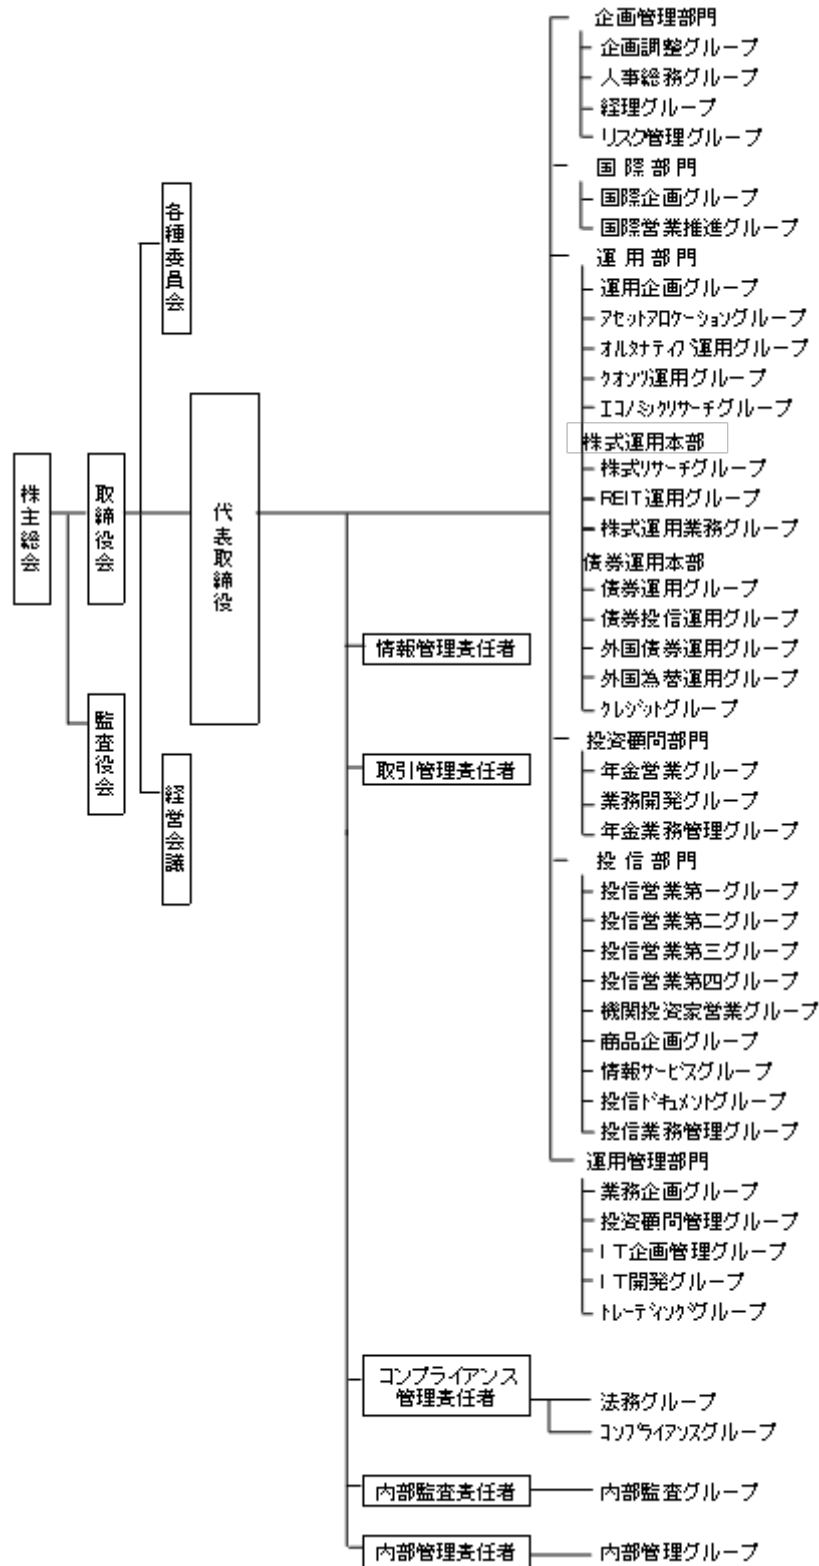 株主総会
取締役会
監査役会
各種委員会
経営会議
代表取締役
情報管理責任者
取引管理責任者
コンプライアンス
管理責任者
内部監査責任者
内部管理責任者
企画管理部門
企画調整グループ
人事総務グループ
経理グループ
リスク管理グループ
国際部門
国際企画グループ
国際営業推進グループ
運用部門
運用企画グループ
アセットアロケーショングループ
オルタナティブ運用グループ
クオンツ運用グループ
エコノミックリサーチグループ
株式運用本部
株式リサーチグループ
REIT運用グループ
株式運用業務グループ
債券運用本部
債券運用グループ
債券投信運用グループ
外国債券運用グループ
外国為替運用グループ
クレジットグループ
投資顧問部門
年金営業グループ
業務開発グループ
年金業務管理グループ
投信部門
投信営業第一グループ
投信営業第二グループ
投信営業第三グループ
投信営業第四グループ
機関投資家営業グループ
商品企画グループ
情報サービスグループ
投信ドキュメントグループ
投信業務管理グループ
運用管理部門
業務企画グループ
投資顧問管理グループ
IT企画管理グループ
IT開発グループ
トレーディンググループ
法務グループ
コンプライアンスグループ
内部監査グループ
内部管理グループ